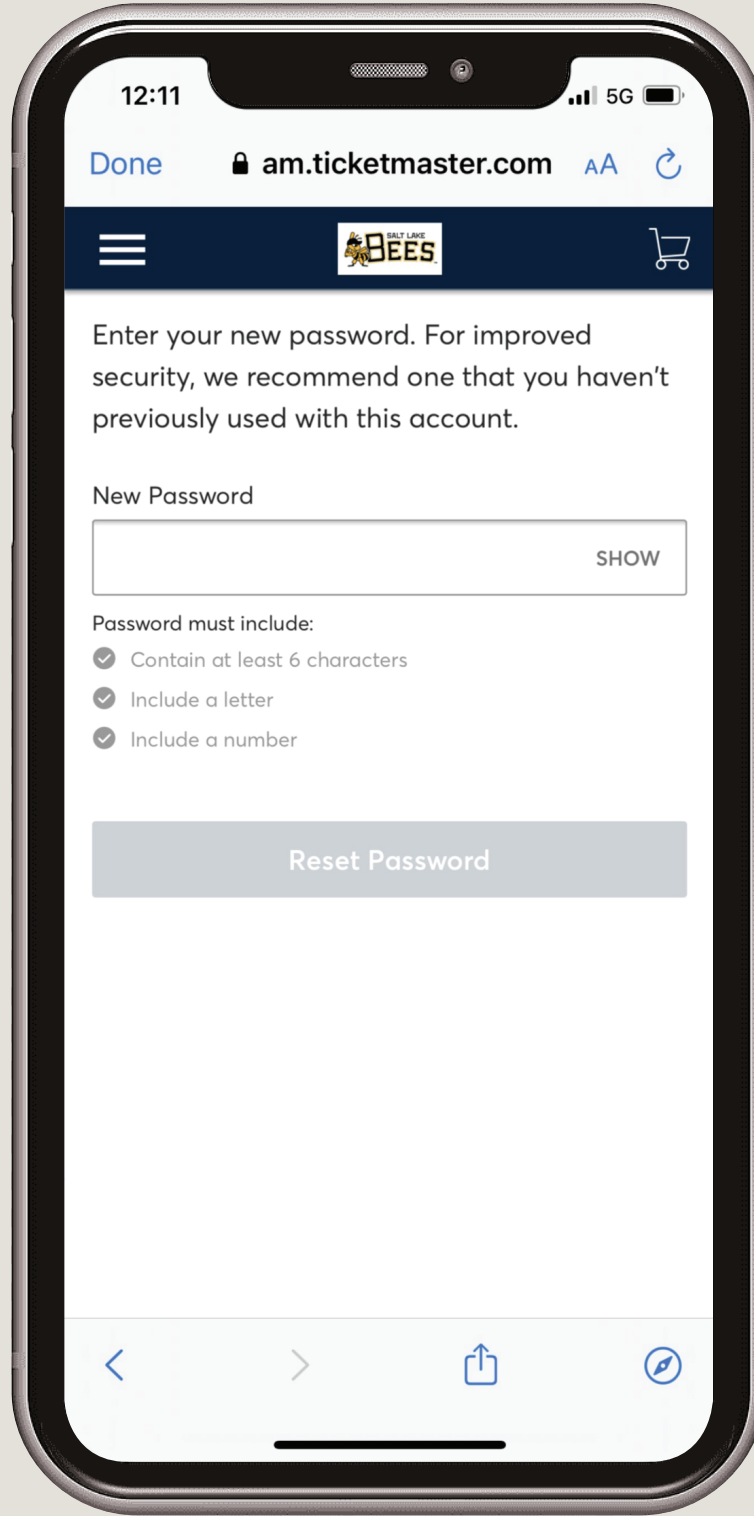 12:11
5G
Done
am.ticketmaster.com
AA
SALT LAKE
BEES
Enter your new password. For improved
security, we recommend one that you haven't
previously used with this account.
New Password
SHOW
Password must include:
Contain at least 6 characters
Include a letter
Include a number
Reset Password